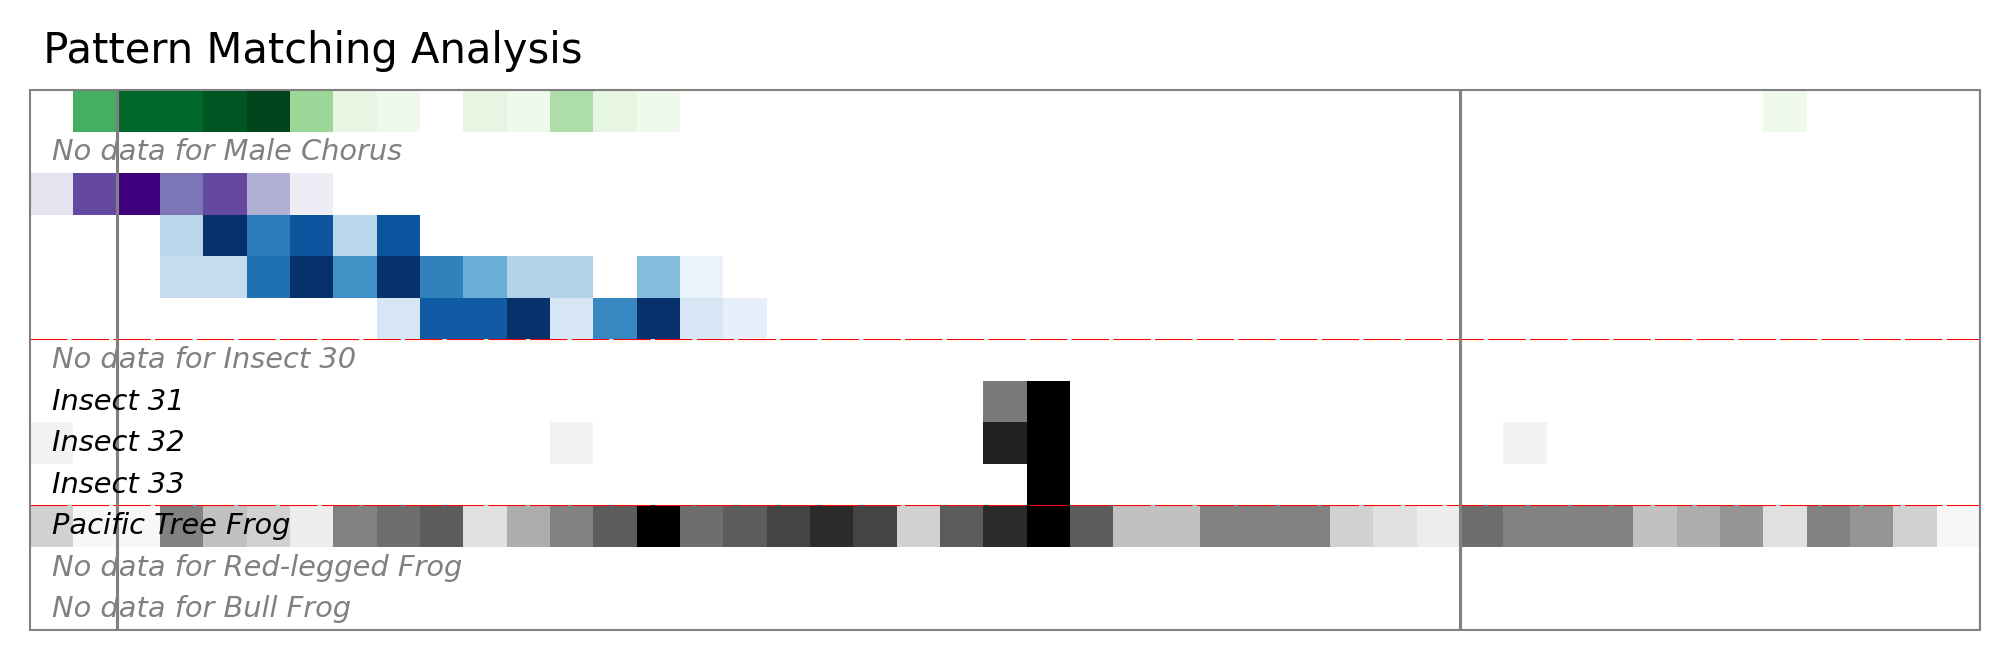 Pattern Matching Analysis
No data for Male Chorus
No data for Insect 30
Insect 31
Insect 32
Insect 33
Pacific Tree Frog
No data for Red-legged Frog
No data for Bull Frog